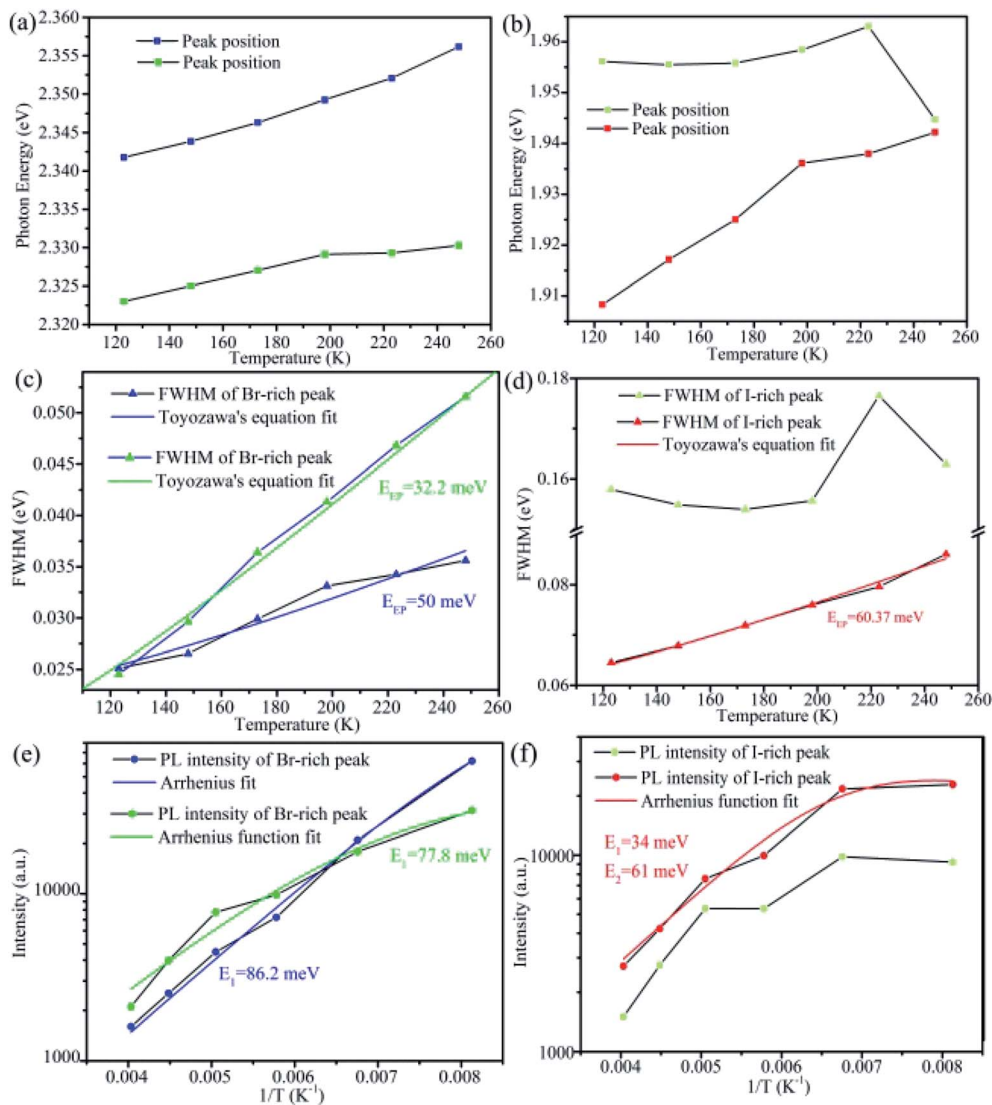 (a)
2.360
2.355
2.350
2.345
2.340
2.330
2.325
2.320
Photon Energy (eV)
Peak position
Peak position
120 140 160 180 200 220 240 260
Temperature (K)
(b)
1.96
1.95
1.94
1.93
1.92
1.91
Photon Energy (eV)
Peak position
Peak position
120 140 160 180 200 220 240 260
Temperature (K)
(c)
0.050
0.045
0.040
0.035
0.030
0.025
FWHM (eV)
FWHM of Br-rich peak
Toyozawa's equation fit
FWHM of Br-rich peak
Toyozawa's equation fit
E_EP=32.2 meV
E_EP=50 meV
120 140 160 180 200 220 240 260
Temperature (K)
(d)
0.18
0.16
0.08
0.06
FWHM (eV)
FWHM of I-rich peak
FWHM of I-rich peak
Toyozawa's equation fit
E_EP=60.37 meV
120 140 160 180 200 220 240 260
Temperature (K)
(e)
10000
1000
Intensity (a.u.)
PL intensity of Br-rich peak
Arrhenius fit
PL intensity of Br-rich peak
Arrhenius function fit
E_1=77.8 meV
E_1=86.2 meV
0.004 0.005 0.006 0.007 0.008
1/T (K^-1)
(f)
10000
1000
Intensity (a.u.)
PL intensity of I-rich peak
PL intensity of I-rich peak
Arrhenius function fit
E_1=34 meV
E_2=61 meV
0.004 0.005 0.006 0.007 0.008
1/T (K^-1)